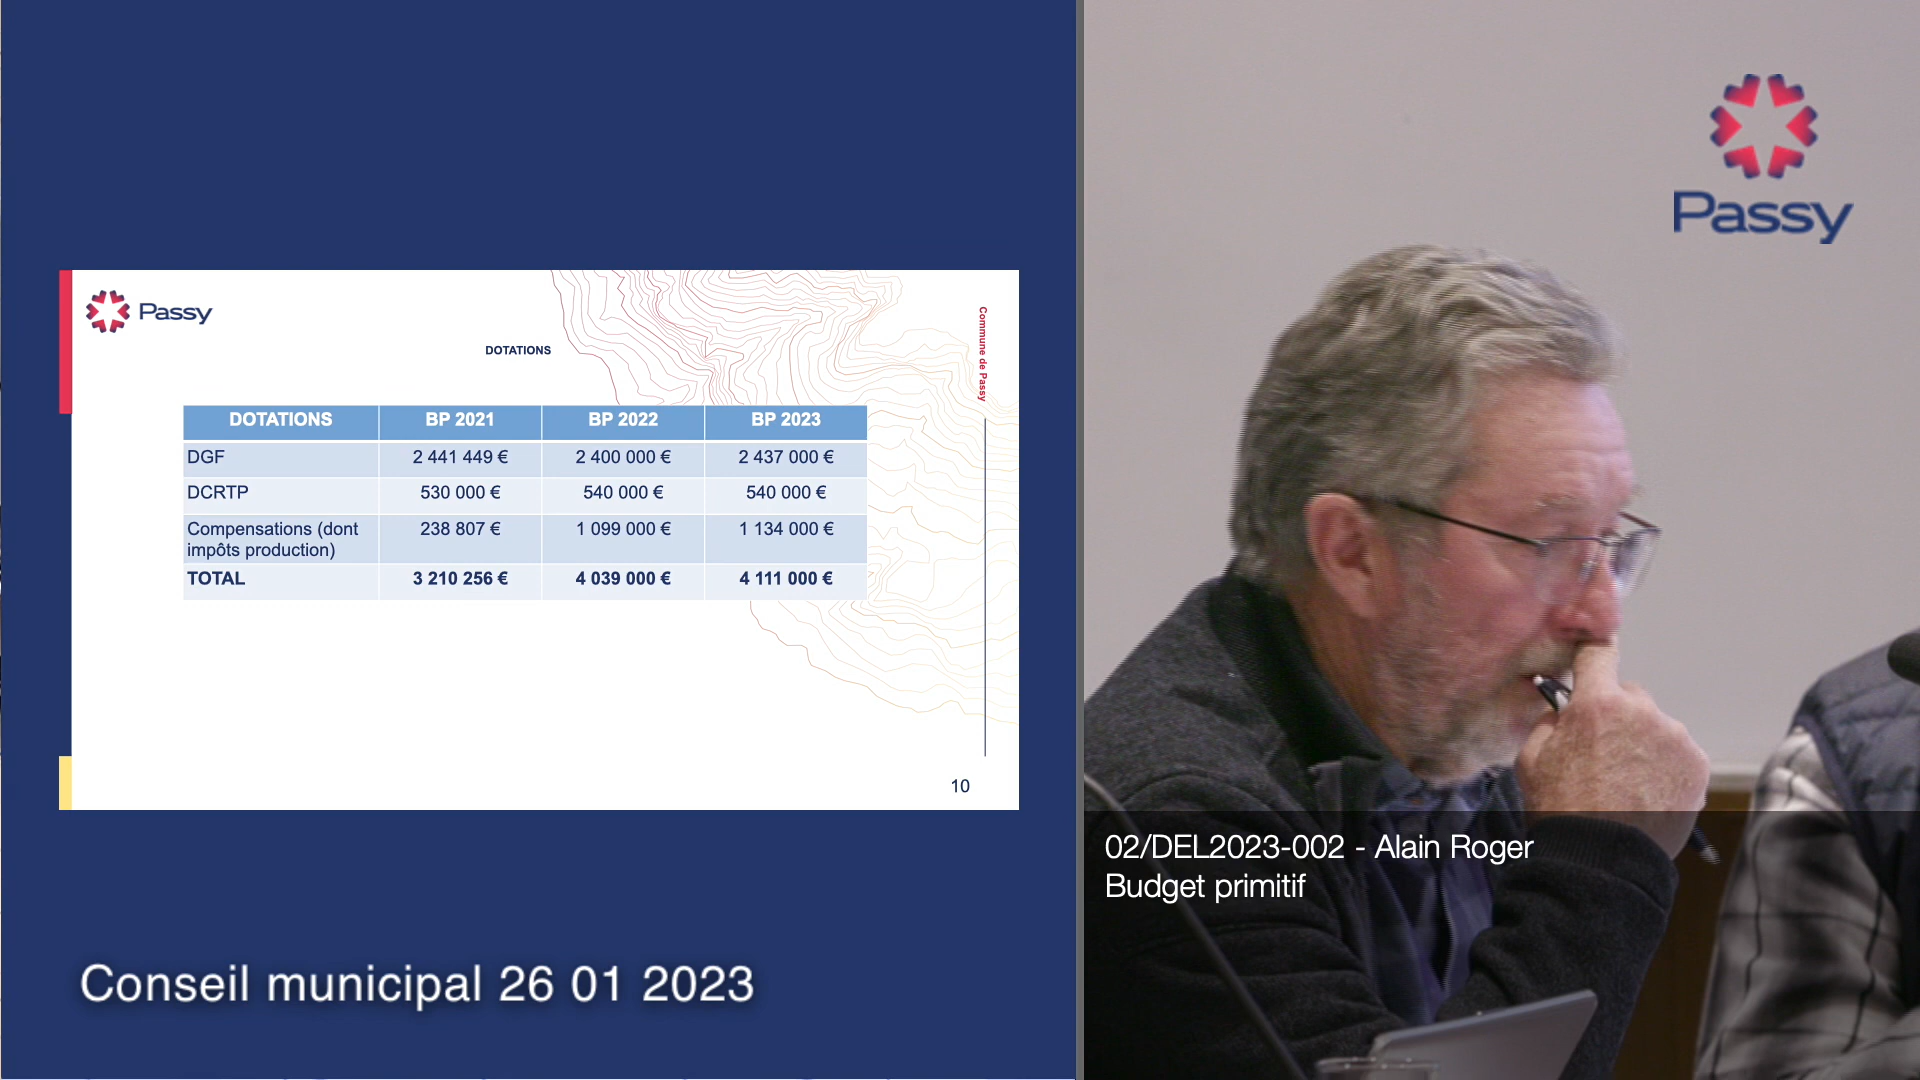 Passy
DOTATIONS
Commune de Passy
DOTATIONS BP 2021 BP 2022 BP 2023
DGF 2 441 449 € 2 400 000 € 2 437 000 €
DCRTP 530 000 € 540 000 € 540 000 €
Compensations (dont 238 807 € 1 099 000 € 1 134 000 €
impôts production)
TOTAL 3 210 256 € 4 039 000 € 4 111 000 €
10
Conseil municipal 26 01 2023
Passy
02/DEL2023-002 - Alain Roger
Budget primitif